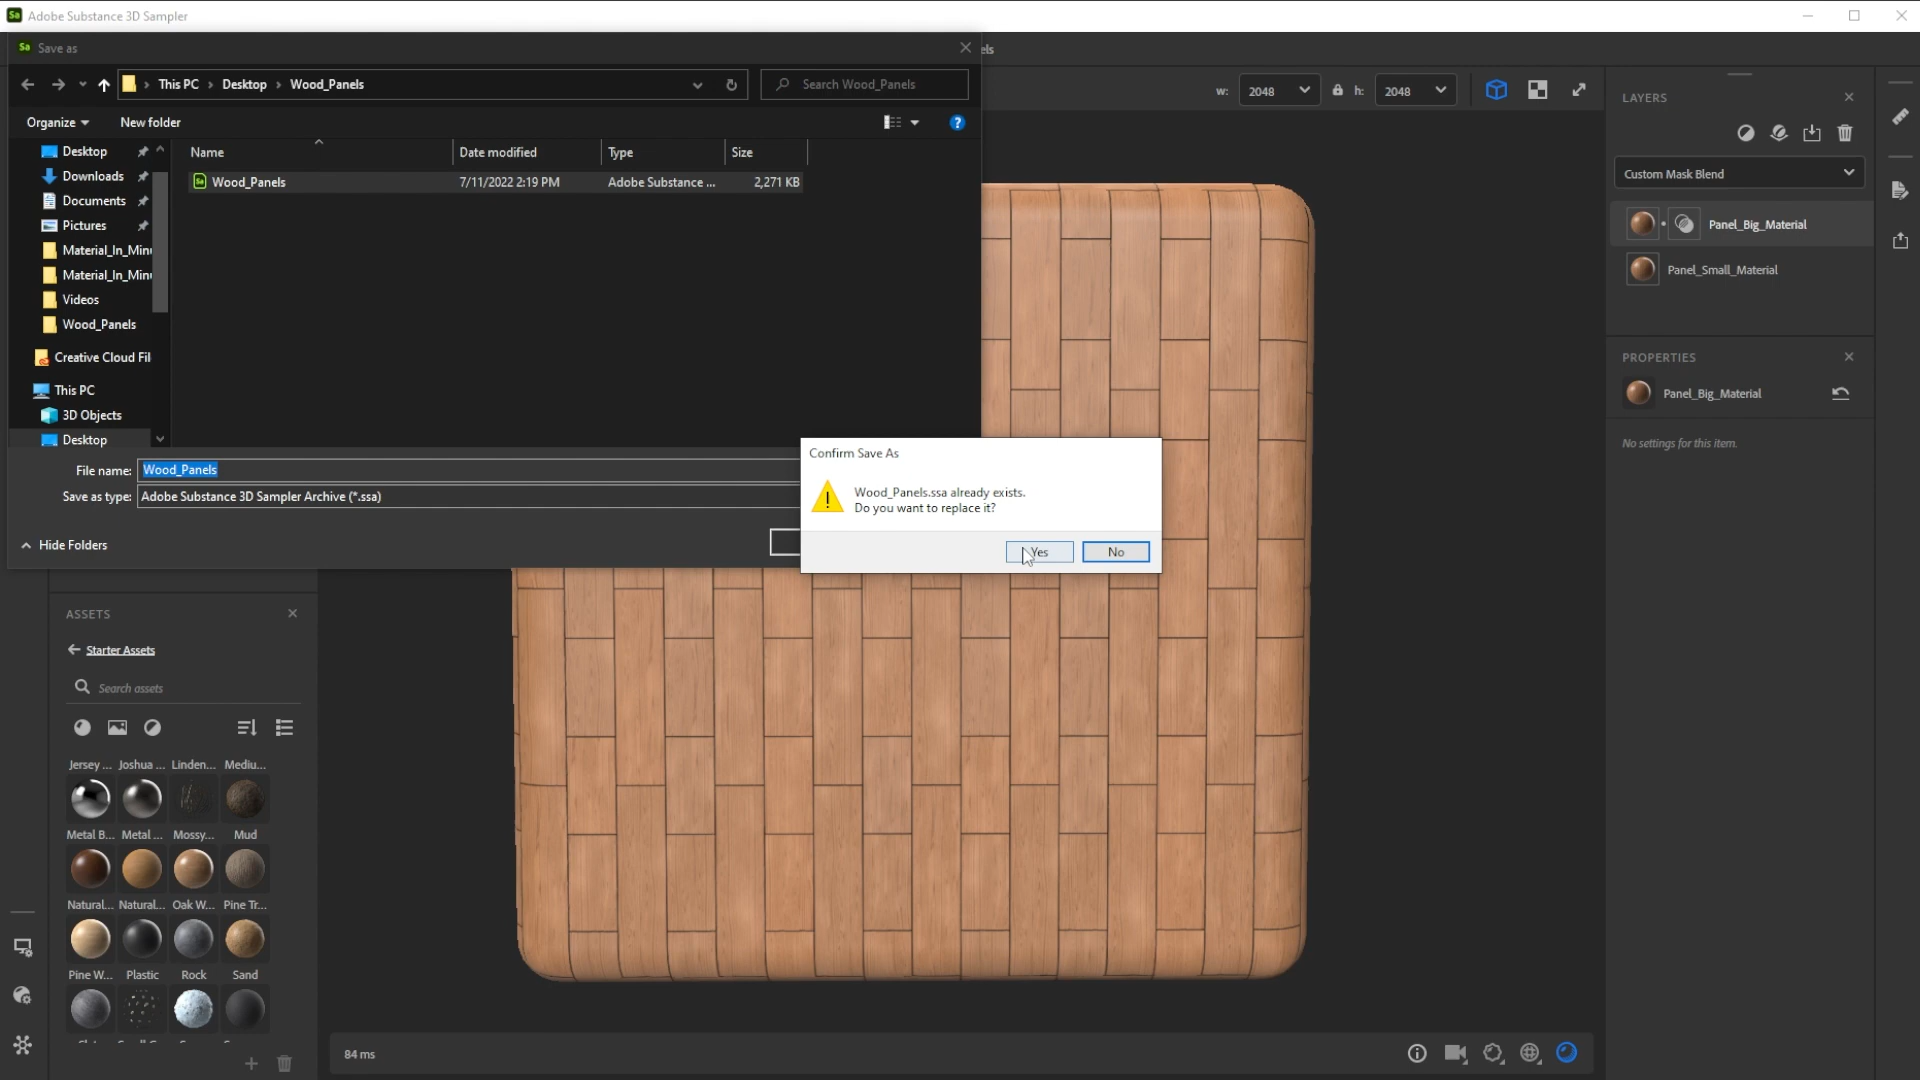 Adobe Substance 3D Sampler
Save as
els
This PC
Desktop
Wood_Panels
Search Wood_Panels
w:
2048
h:
2048
Organize
New folder
Name
Date modified
Type
Size
Wood_Panels
7/11/2022 2:19 PM
Adobe Substance ...
2,271 KB
Desktop
Downloads
Documents
Pictures
Material_In_Min
Material_In_Min
Videos
Wood_Panels
Creative Cloud Fil
This PC
3D Objects
Desktop
File name:
Wood_Panels
Save as type:
Adobe Substance 3D Sampler Archive (*.ssa)
Hide Folders
Confirm Save As
Wood_Panels.ssa already exists.
Do you want to replace it?
Yes
No
LAYERS
Custom Mask Blend
Panel_Big_Material
Panel_Small_Material
PROPERTIES
Panel_Big_Material
No settings for this item.
ASSETS
Starter Assets
Search assets
Jersey ...
Joshua ...
Linden...
Mediu...
Metal B...
Metal ...
Mossy...
Mud
Natural...
Natural...
Oak W...
Pine Tr...
Pine W...
Plastic
Rock
Sand
84 ms